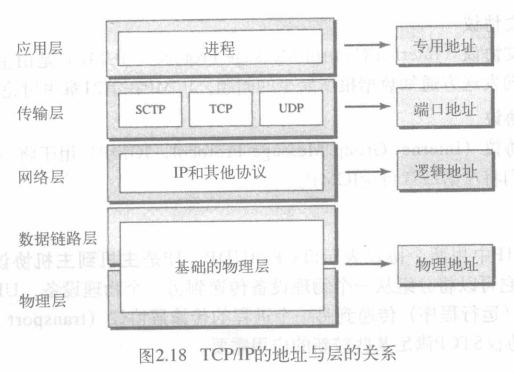 应用层 进程 专用地址
传输层 SCTP TCP UDP 端口地址
网络层 IP和其他协议 逻辑地址
数据链路层
基础的物理层 物理地址
物理层
图2.18 TCP/IP的地址与层的关系